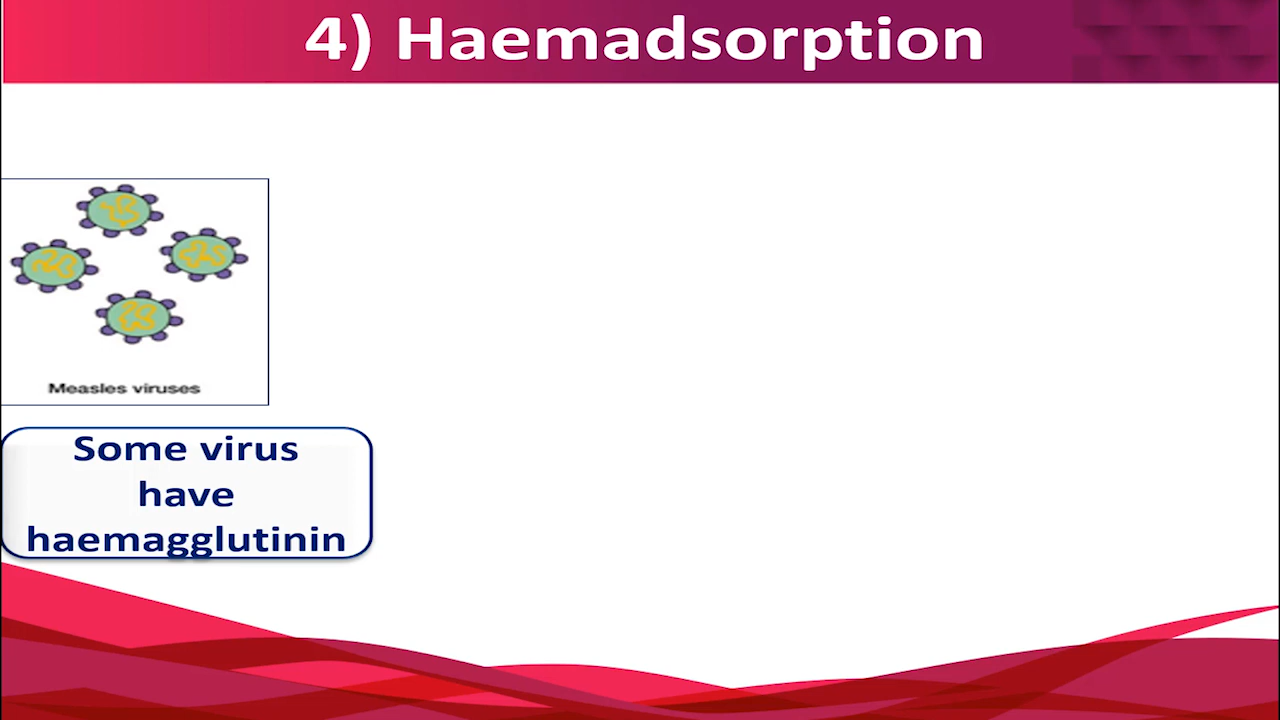 4) Haemadsorption
Measles viruses
Some virus
have
haemagglutinin